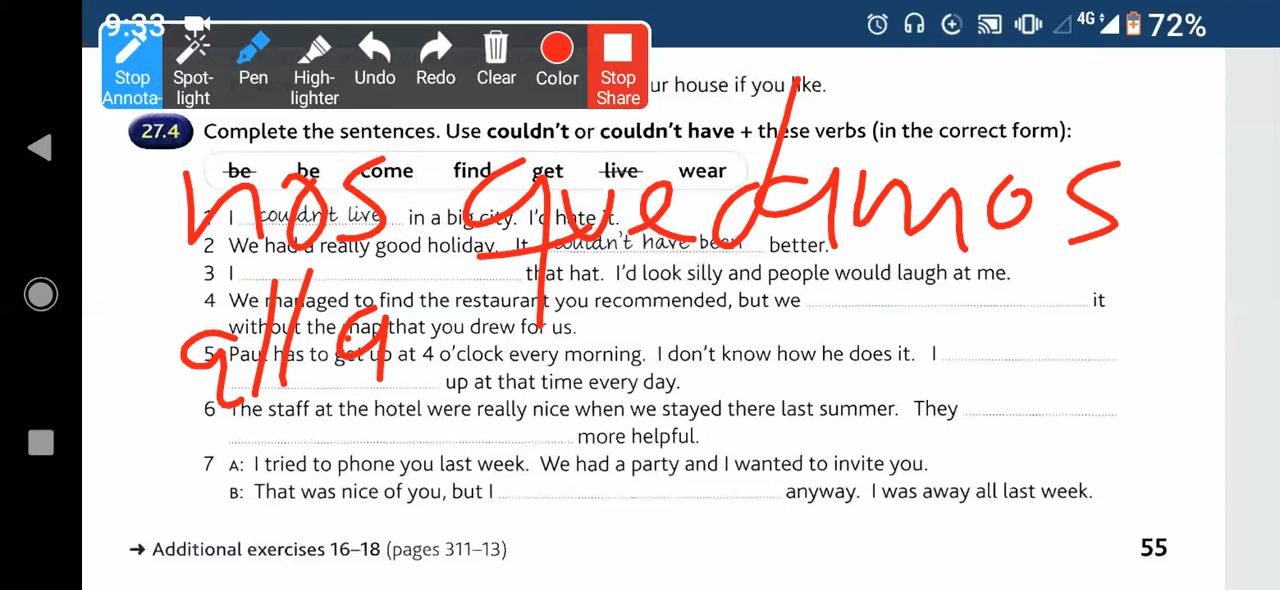 9:33 4G 72%
Stop Annota- Spot-light Pen High-lighter Undo Redo Clear Color Stop Share
ur house if you like.
27.4 Complete the sentences. Use couldn't or couldn't have + these verbs (in the correct form):
be be come find get live wear
nos quedamos
1 I couldn't live in a big city. I'd hate it.
2 We had a really good holiday. It couldn't have been better.
3 I that hat. I'd look silly and people would laugh at me.
4 We managed to find the restaurant you recommended, but we it
without the map that you drew for us.
alla
5 Paul has to get up at 4 o'clock every morning. I don't know how he does it. I
up at that time every day.
6 The staff at the hotel were really nice when we stayed there last summer. They
more helpful.
7 A: I tried to phone you last week. We had a party and I wanted to invite you.
B: That was nice of you, but I anyway. I was away all last week.
→ Additional exercises 16–18 (pages 311–13) 55